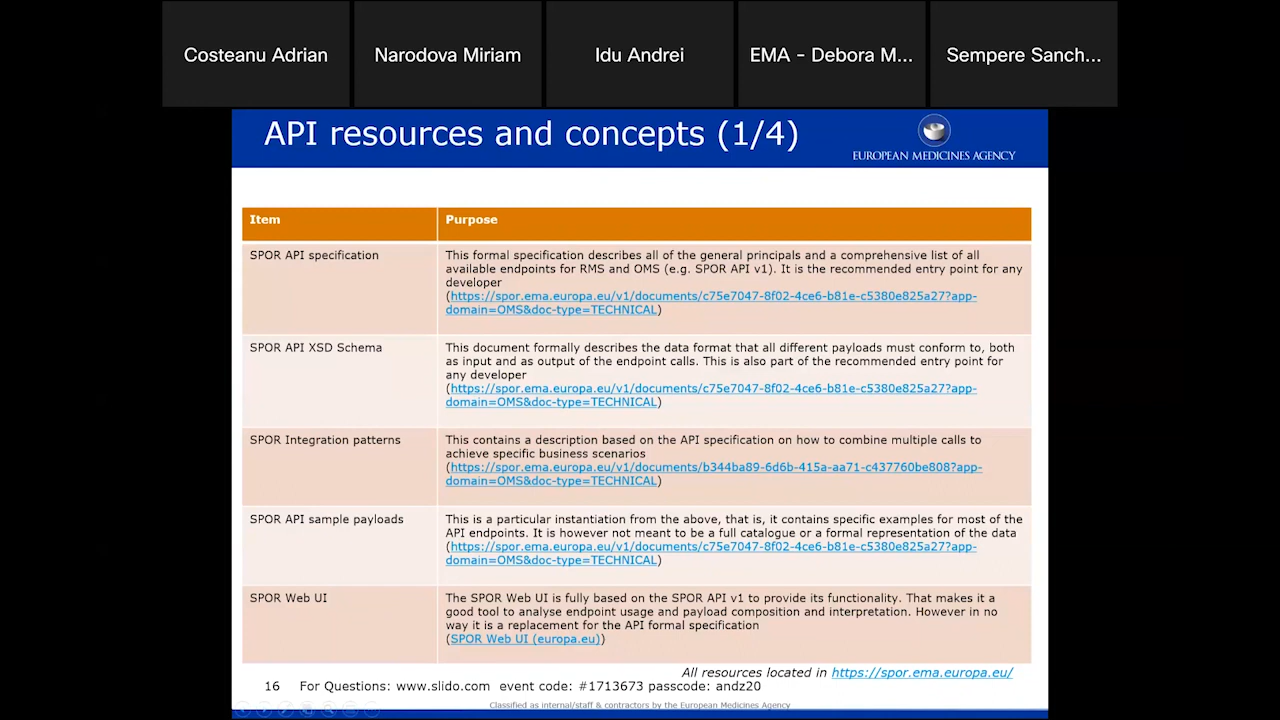 Costeanu Adrian
Narodova Miriam
Idu Andrei
EMA - Debora M...
Sempere Sanch...
API resources and concepts (1/4)
EUROPEAN MEDICINES AGENCY
Item
Purpose
SPOR API specification
This formal specification describes all of the general principals and a comprehensive list of all
available endpoints for RMS and OMS (e.g. SPOR API v1). It is the recommended entry point for any
developer
(https://spor.ema.europa.eu/v1/documents/c75e7047-8f02-4ce6-b81e-c5380e825a27?app-
domain=OMS&doc-type=TECHNICAL)
SPOR API XSD Schema
This document formally describes the data format that all different payloads must conform to, both
as input and as output of the endpoint calls. This is also part of the recommended entry point for
any developer
(https://spor.ema.europa.eu/v1/documents/c75e7047-8f02-4ce6-b81e-c5380e825a27?app-
domain=OMS&doc-type=TECHNICAL)
SPOR Integration patterns
This contains a description based on the API specification on how to combine multiple calls to
achieve specific business scenarios
(https://spor.ema.europa.eu/v1/documents/b344ba89-6d6b-415a-aa71-c437760be808?app-
domain=OMS&doc-type=TECHNICAL)
SPOR API sample payloads
This is a particular instantiation from the above, that is, it contains specific examples for most of the
API endpoints. It is however not meant to be a full catalogue or a formal representation of the data
(https://spor.ema.europa.eu/v1/documents/c75e7047-8f02-4ce6-b81e-c5380e825a27?app-
domain=OMS&doc-type=TECHNICAL)
SPOR Web UI
The SPOR Web UI is fully based on the SPOR API v1 to provide its functionality. That makes it a
good tool to analyse endpoint usage and payload composition and interpretation. However in no
way it is a replacement for the API formal specification
(SPOR Web UI (europa.eu))
All resources located in https://spor.ema.europa.eu/
16 For Questions: www.slido.com event code: #1713673 passcode: andz20
Classified as internal/staff & contractors by the European Medicines Agency